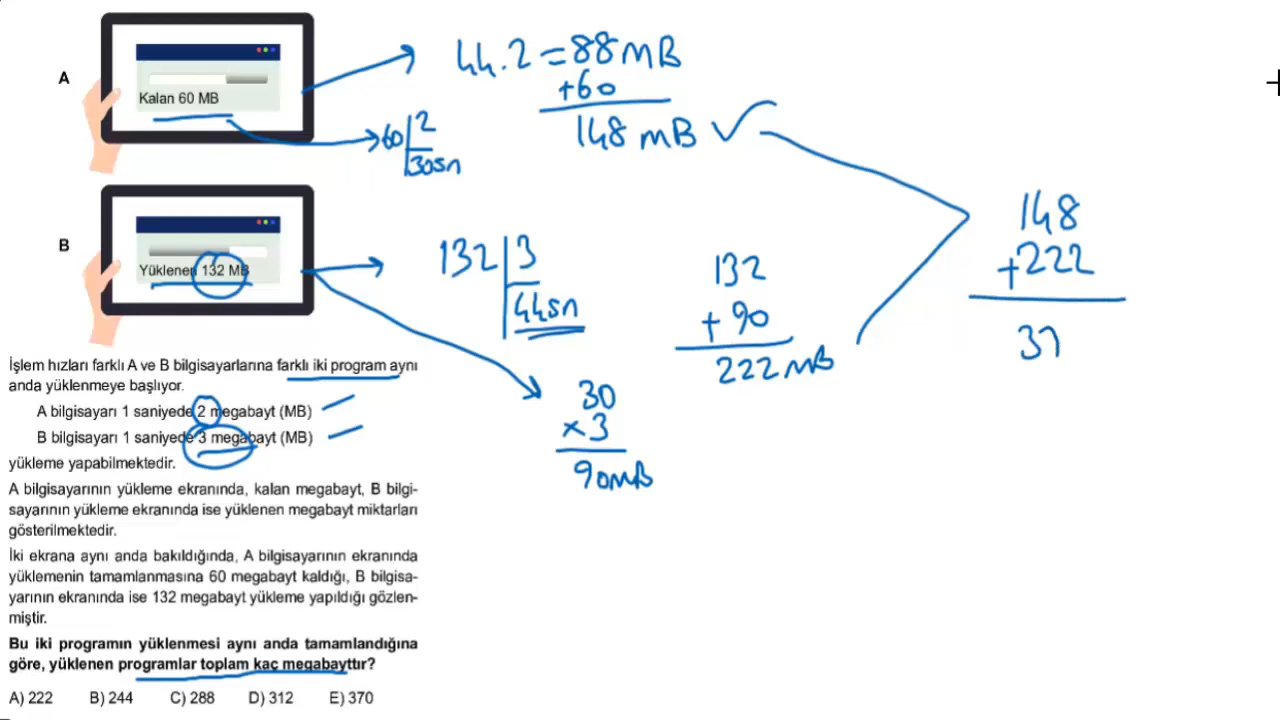 A
Kalan 60 MB
44.2=88MB
+60
148 MB
60 2
30sn
B
Yüklenen 132 MB
132 3
44sn
132
+90
222 MB
30
x3
90MB
148
+222
37
İşlem hızları farklı A ve B bilgisayarlarına farklı iki program aynı
anda yüklenmeye başlıyor.
A bilgisayarı 1 saniyede 2 megabayt (MB)
B bilgisayarı 1 saniyede 3 megabayt (MB)
yükleme yapabilmektedir.
A bilgisayarının yükleme ekranında, kalan megabayt, B bilgi-
sayarının yükleme ekranında ise yüklenen megabayt miktarları
gösterilmektedir.
İki ekrana aynı anda bakıldığında, A bilgisayarının ekranında
yüklemenin tamamlanmasına 60 megabayt kaldığı, B bilgisa-
yarının ekranında ise 132 megabayt yükleme yapıldığı gözlen-
miştir.
Bu iki programın yüklenmesi aynı anda tamamlandığına
göre, yüklenen programlar toplam kaç megabayttır?
A) 222 B) 244 C) 288 D) 312 E) 370